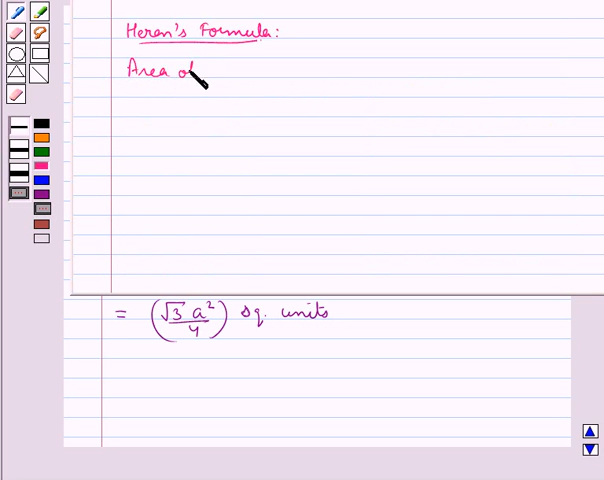 Heron's Formula:
Area of
= (√3 a²/4) sq. units